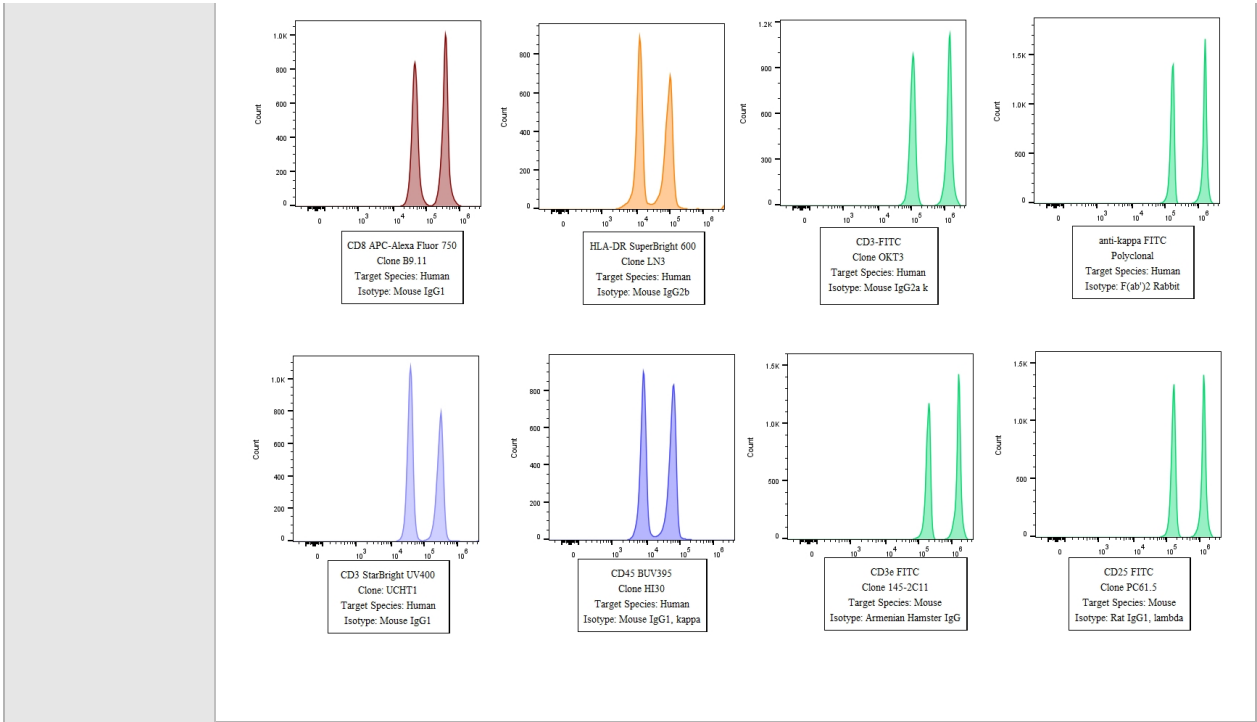 Count
1.0K
800
600
400
200
0
0 10^3 10^4 10^5 10^6
CD8 APC-Alexa Fluor 750
Clone B9.11
Target Species: Human
Isotype: Mouse IgG1
Count
800
600
400
200
0
0 10^3 10^4 10^5 10^6
HLA-DR SuperBright 600
Clone LN3
Target Species: Human
Isotype: Mouse IgG2b
Count
1.2K
900
600
300
0
0 10^3 10^4 10^5 10^6
CD3-FITC
Clone OKT3
Target Species: Human
Isotype: Mouse IgG2a k
Count
1.5K
1.0K
500
0
0 10^3 10^4 10^5 10^6
anti-kappa FITC
Polyclonal
Target Species: Human
Isotype: F(ab')2 Rabbit
Count
1.0K
800
600
400
200
0
0 10^3 10^4 10^5 10^6
CD3 StarBright UV400
Clone: UCHT1
Target Species: Human
Isotype: Mouse IgG1
Count
800
600
400
200
0
0 10^3 10^4 10^5 10^6
CD45 BUV395
Clone HI30
Target Species: Human
Isotype: Mouse IgG1, kappa
Count
1.5K
1.0K
500
0
0 10^3 10^4 10^5 10^6
CD3e FITC
Clone 145-2C11
Target Species: Mouse
Isotype: Armenian Hamster IgG
Count
1.5K
1.0K
500
0
0 10^3 10^4 10^5 10^6
CD25 FITC
Clone PC61.5
Target Species: Mouse
Isotype: Rat IgG1, lambda